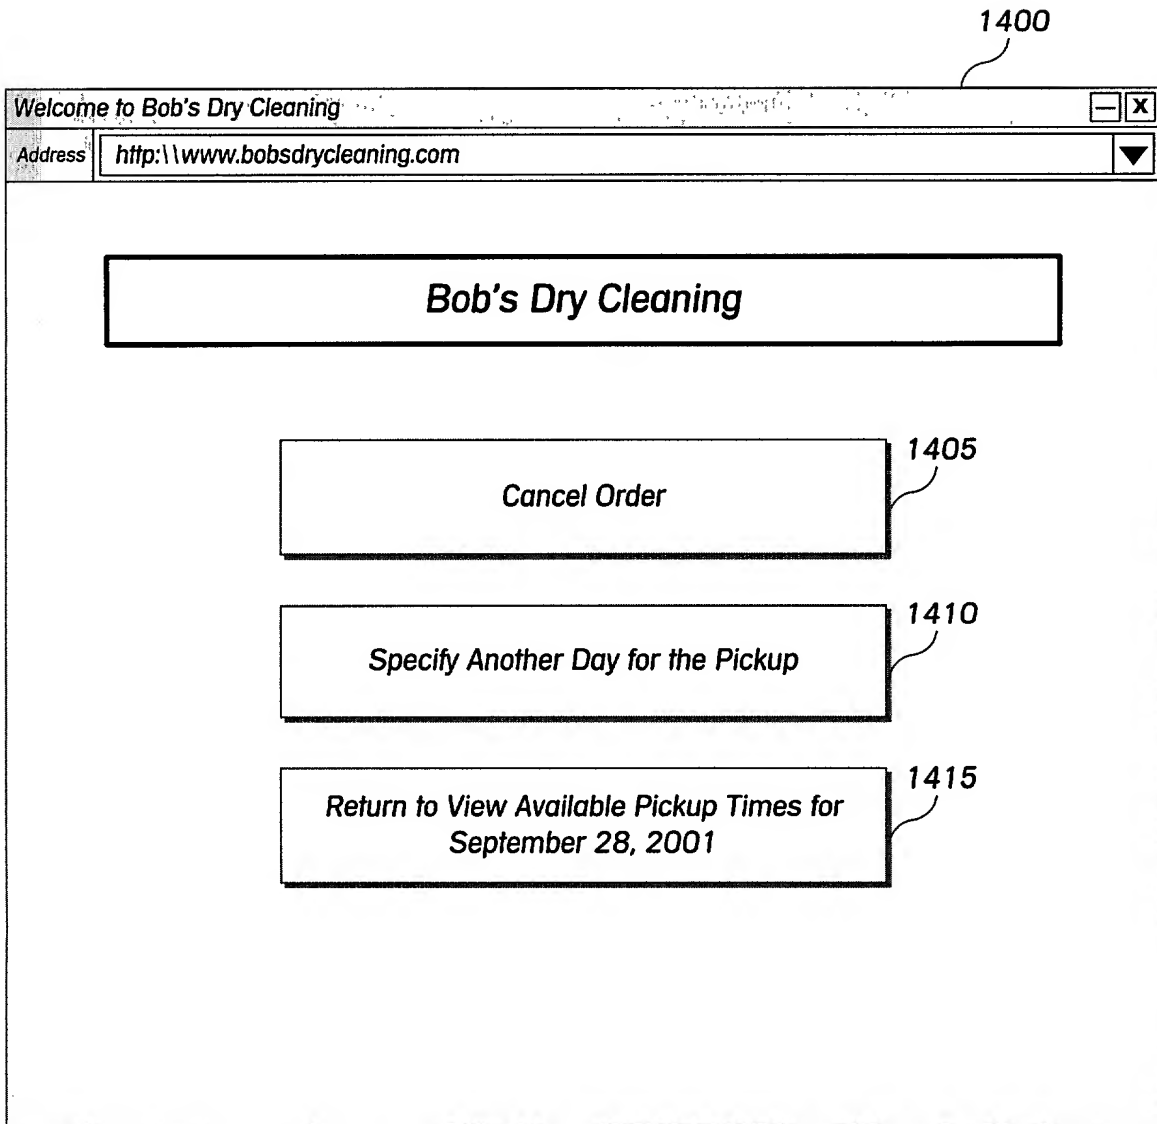 1400
Welcome to Bob's Dry Cleaning
— X
Address http:\\www.bobsdrycleaning.com
Bob's Dry Cleaning
1405
Cancel Order
1410
Specify Another Day for the Pickup
1415
Return to View Available Pickup Times for
September 28, 2001